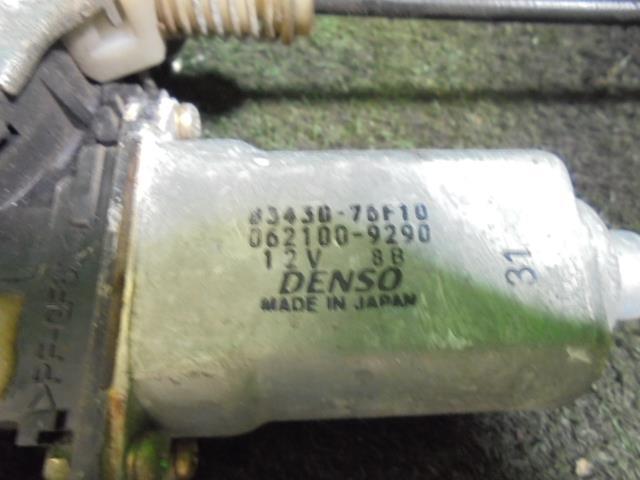 83430-76F10
062100-9290
12V 8B
DENSO
MADE IN JAPAN
31